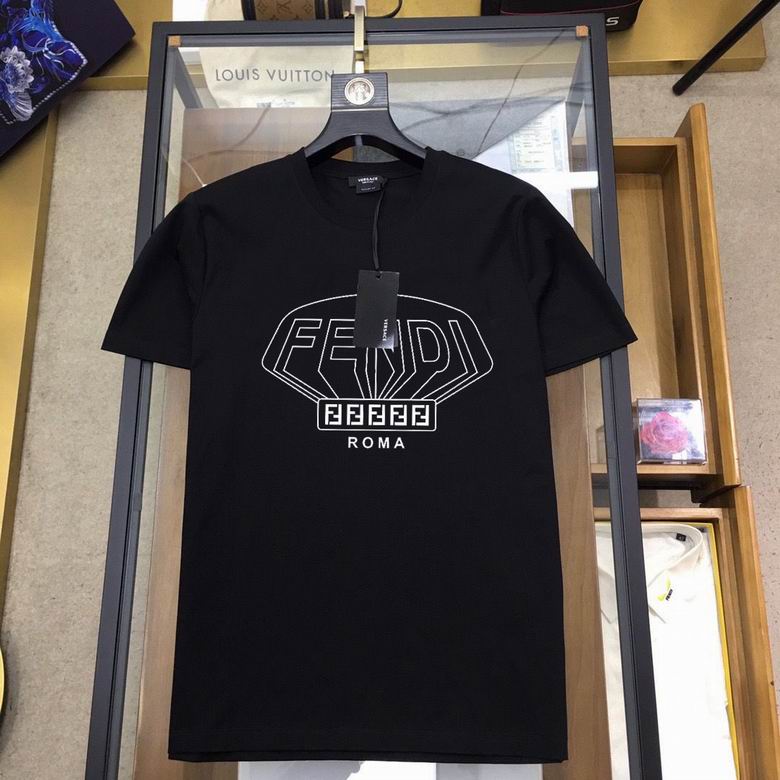 LOUIS VUITTON
VERSACE
VERSACE
FENDI
ROMA